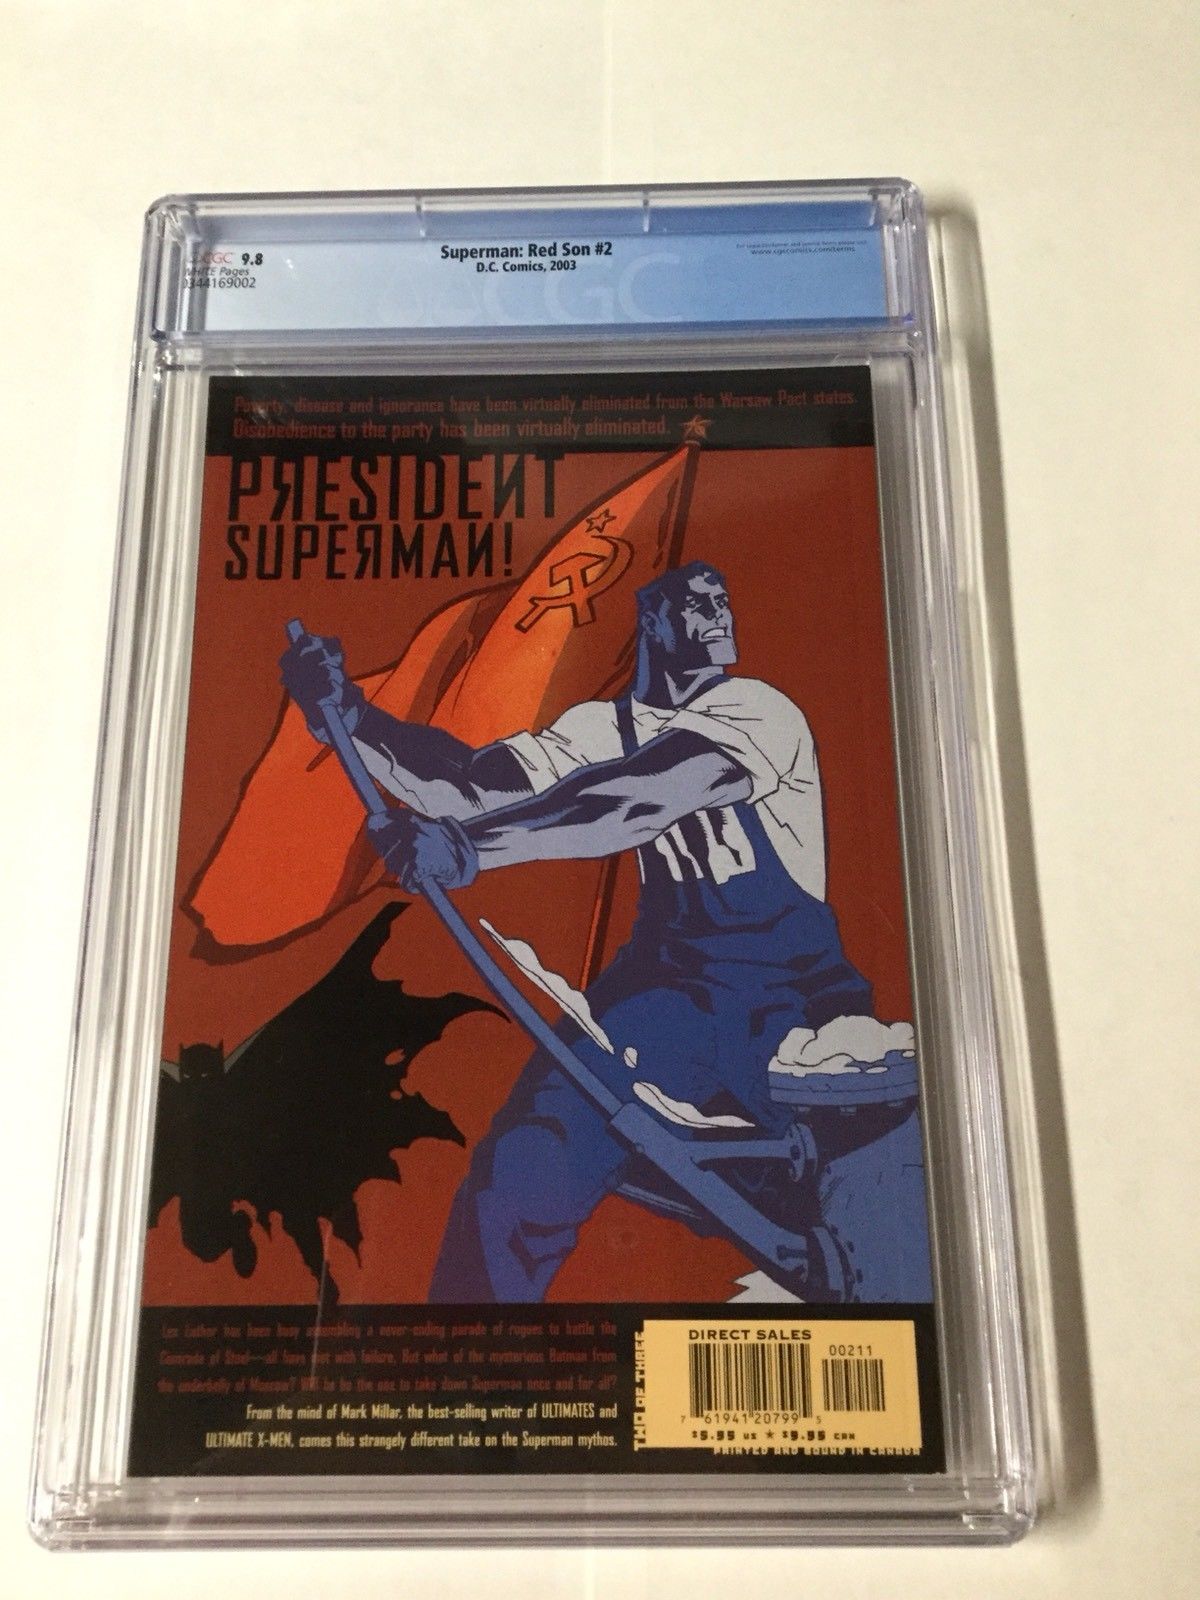 CGC 9.8
WHITE Pages
0344169002
Superman: Red Son #2
D.C. Comics, 2003
www.cgccomics.com/terms
CGC
Poverty, disease and ignorance have been virtually eliminated from the Warsaw Pact states.
Disobedience to the party has been virtually eliminated.
PЯESIDEИT
SUPEЯMAИ!
Lex Luthor has been busy assembling a never-ending parade of rogues to battle the
Comrade of Steel—all have met with failure. But what of the mysterious Batman from
the underbelly of Moscow? Will he be the one to take down Superman once and for all?
From the mind of Mark Millar, the best-selling writer of ULTIMATES and
ULTIMATE X-MEN, comes this strangely different take on the Superman mythos.
TWO OF THREE
DIRECT SALES
00211
7 61941 20799 5
$5.95 US ★ $9.95 CAN
PRINTED AND BOUND IN CANADA